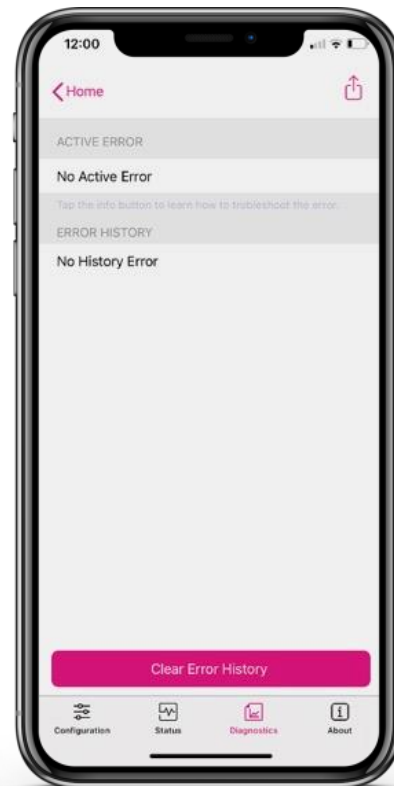 12:00
Home
ACTIVE ERROR
No Active Error
Tap the info button to learn how to trobleshoot the error.
ERROR HISTORY
No History Error
Clear Error History
Configuration
Status
Diagnostics
About